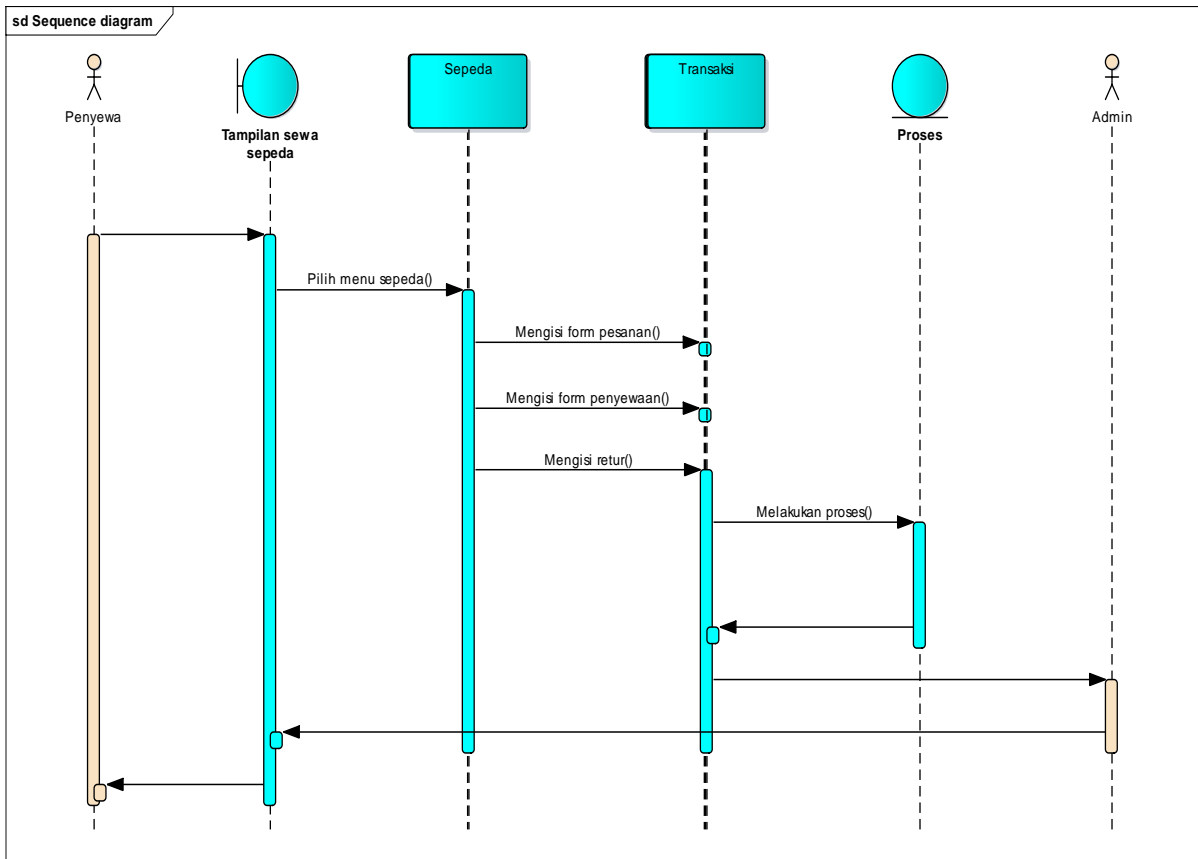 sd Sequence diagram
Penyewa
Tampilan sewa
sepeda
Sepeda
Transaksi
Proses
Admin
Pilih menu sepeda()
Mengisi form pesanan()
Mengisi form penyewaan()
Mengisi retur()
Melakukan proses()